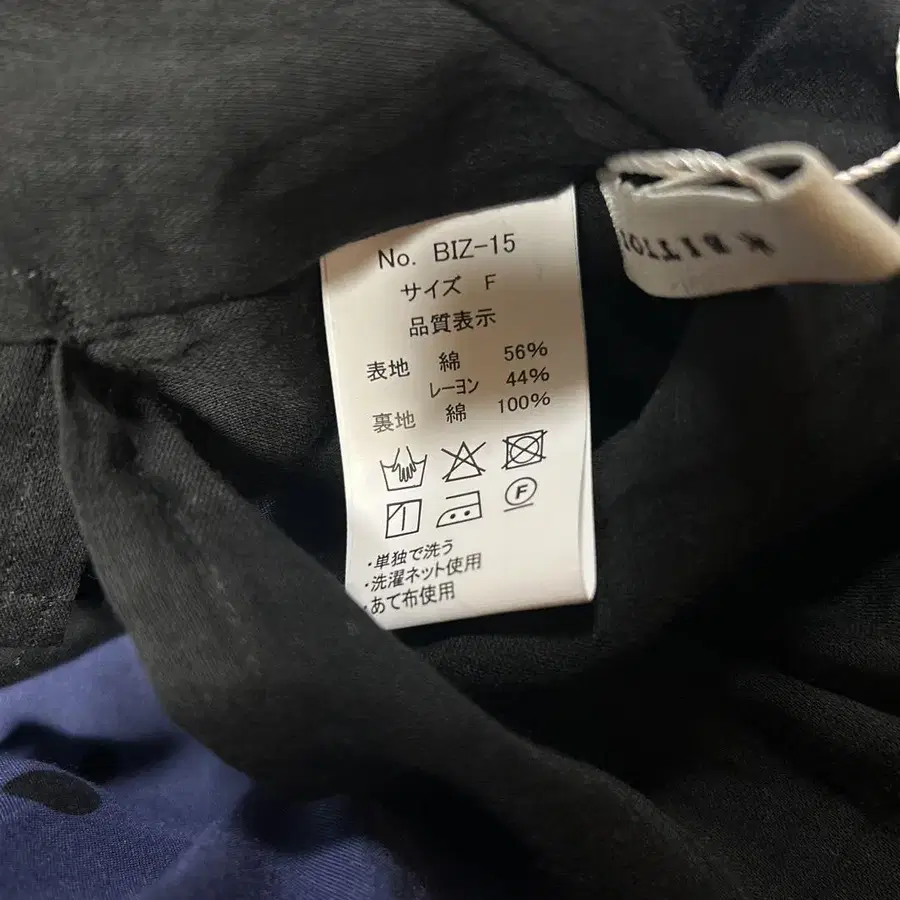 No. BIZ-15
サイズ F
品質表示
表地 綿 56%
レーヨン 44%
裏地 綿 100%
F
・単独で洗う
・洗濯ネット使用
・あて布使用